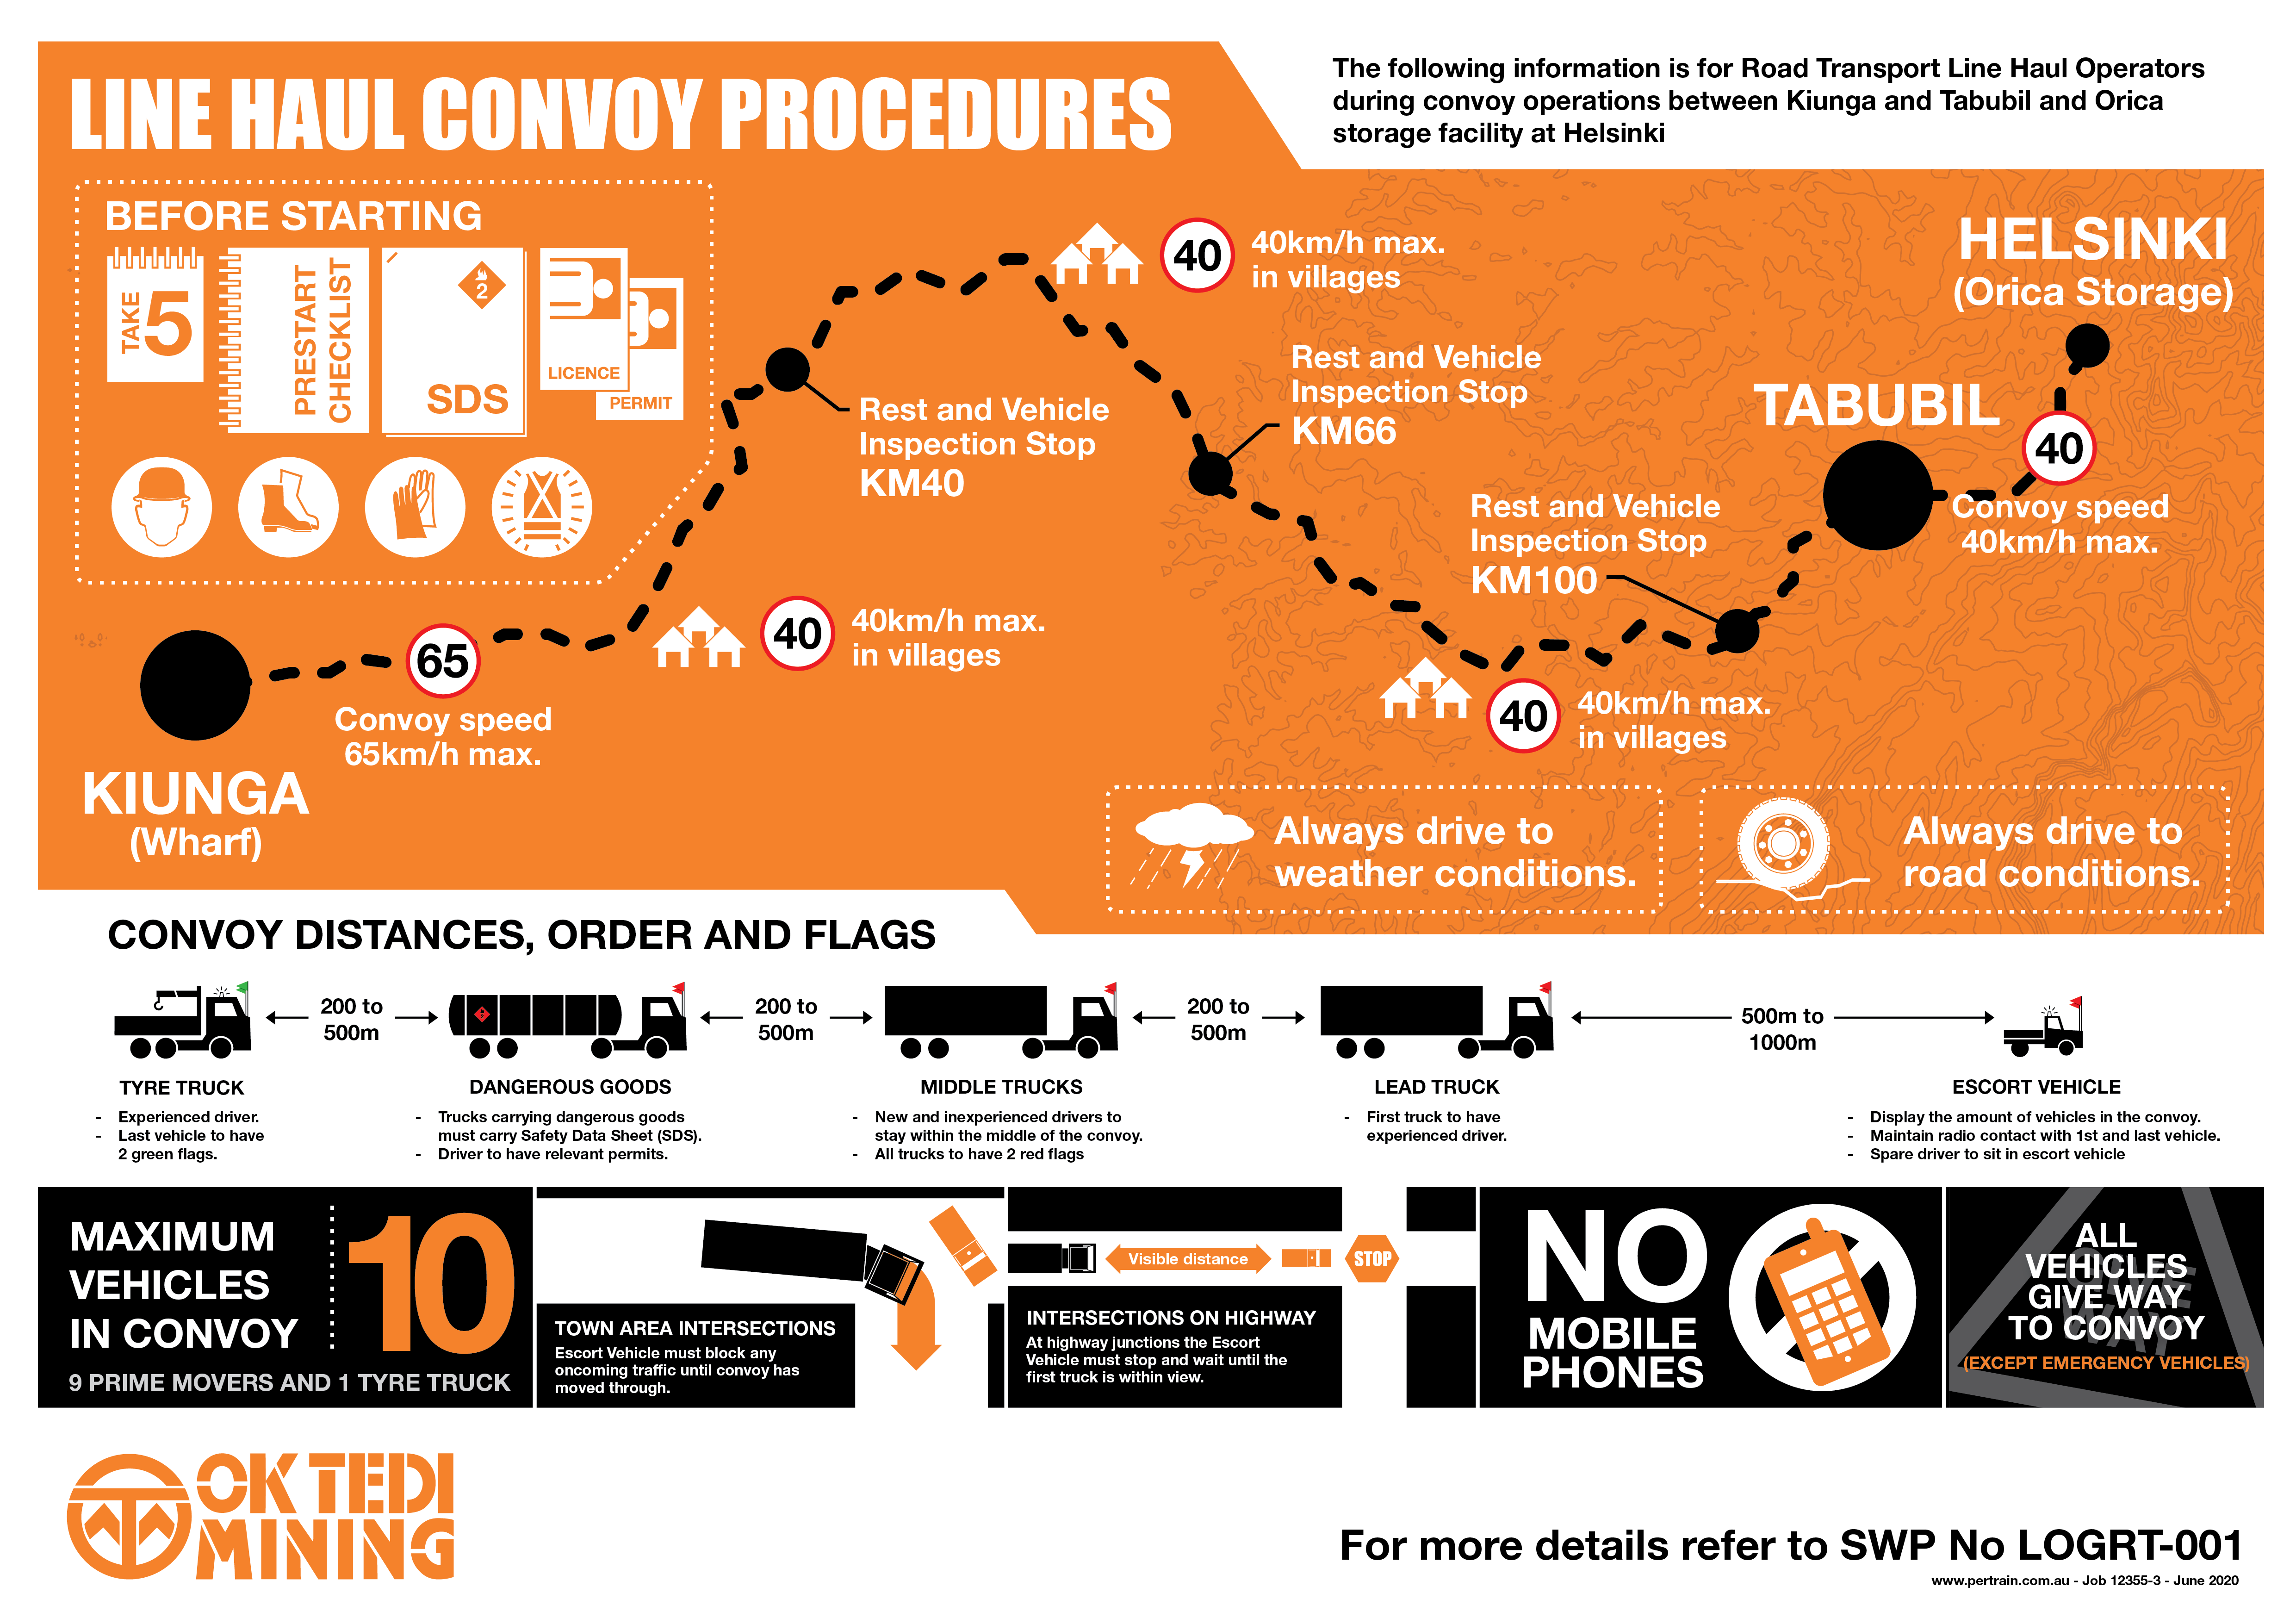 LINE HAUL CONVOY PROCEDURES
The following information is for Road Transport Line Haul Operators
during convoy operations between Kiunga and Tabubil and Orica
storage facility at Helsinki
BEFORE STARTING
TAKE
5
PRESTART
CHECKLIST
2
SDS
LICENCE
PERMIT
40
40km/h max.
in villages
HELSINKI
(Orica Storage)
Rest and Vehicle
Inspection Stop
KM40
Rest and Vehicle
Inspection Stop
KM66
TABUBIL
40
Convoy speed
40km/h max.
Rest and Vehicle
Inspection Stop
KM100
65
Convoy speed
65km/h max.
40
40km/h max.
in villages
40
40km/h max.
in villages
KIUNGA
(Wharf)
Always drive to
weather conditions.
Always drive to
road conditions.
CONVOY DISTANCES, ORDER AND FLAGS
200 to
500m
200 to
500m
200 to
500m
500m to
1000m
TYRE TRUCK
- Experienced driver.
- Last vehicle to have
2 green flags.
DANGEROUS GOODS
- Trucks carrying dangerous goods
must carry Safety Data Sheet (SDS).
- Driver to have relevant permits.
MIDDLE TRUCKS
- New and inexperienced drivers to
stay within the middle of the convoy.
- All trucks to have 2 red flags
LEAD TRUCK
- First truck to have
experienced driver.
ESCORT VEHICLE
- Display the amount of vehicles in the convoy.
- Maintain radio contact with 1st and last vehicle.
- Spare driver to sit in escort vehicle
MAXIMUM
VEHICLES
IN CONVOY
10
9 PRIME MOVERS AND 1 TYRE TRUCK
TOWN AREA INTERSECTIONS
Escort Vehicle must block any
oncoming traffic until convoy has
moved through.
Visible distance
STOP
INTERSECTIONS ON HIGHWAY
At highway junctions the Escort
Vehicle must stop and wait until the
first truck is within view.
NO
MOBILE
PHONES
GIVE
WAY
ALL
VEHICLES
GIVE WAY
TO CONVOY
(EXCEPT EMERGENCY VEHICLES)
OK TEDI
MINING
For more details refer to SWP No LOGRT-001
www.pertrain.com.au - Job 12355-3 - June 2020